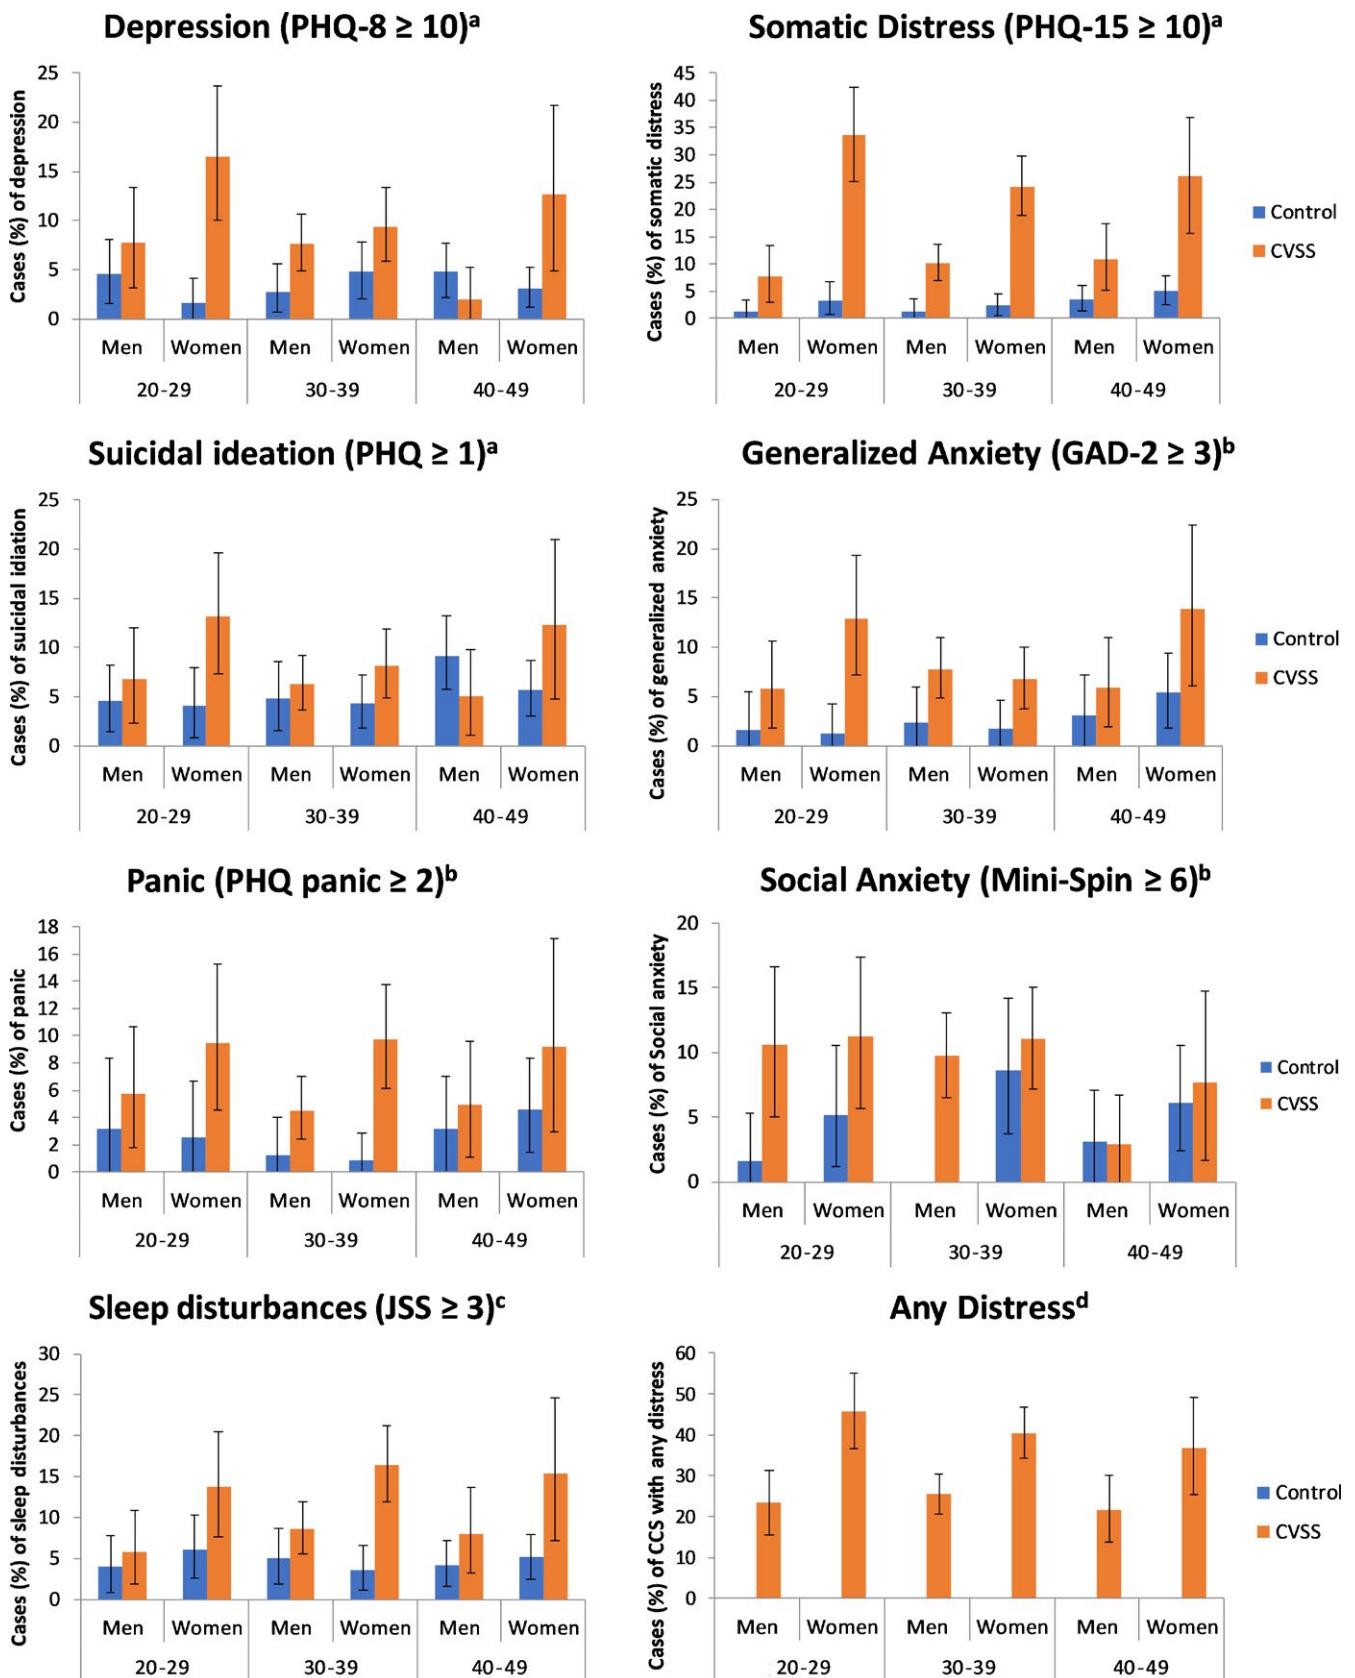 Depression (PHQ-8 ≥ 10)ᵃ
Cases (%) of depression
25
20
15
10
5
0
Men Women Men Women Men Women
20-29 30-39 40-49
Somatic Distress (PHQ-15 ≥ 10)ᵃ
Cases (%) of somatic distress
45
40
35
30
25
20
15
10
5
0
Men Women Men Women Men Women
20-29 30-39 40-49
Control
CVSS
Suicidal ideation (PHQ ≥ 1)ᵃ
Cases (%) of suicidal idiation
25
20
15
10
5
0
Men Women Men Women Men Women
20-29 30-39 40-49
Generalized Anxiety (GAD-2 ≥ 3)ᵇ
Cases (%) of generalized anxiety
25
20
15
10
5
0
Men Women Men Women Men Women
20-29 30-39 40-49
Control
CVSS
Panic (PHQ panic ≥ 2)ᵇ
Cases (%) of panic
18
16
14
12
10
8
6
4
2
0
Men Women Men Women Men Women
20-29 30-39 40-49
Social Anxiety (Mini-Spin ≥ 6)ᵇ
Cases (%) of Social anxiety
20
15
10
5
0
Men Women Men Women Men Women
20-29 30-39 40-49
Control
CVSS
Sleep disturbances (JSS ≥ 3)ᶜ
Cases (%) of sleep disturbances
30
25
20
15
10
5
0
Men Women Men Women Men Women
20-29 30-39 40-49
Any Distressᵈ
Cases (%) of CCS with any distress
60
50
40
30
20
10
0
Men Women Men Women Men Women
20-29 30-39 40-49
Control
CVSS